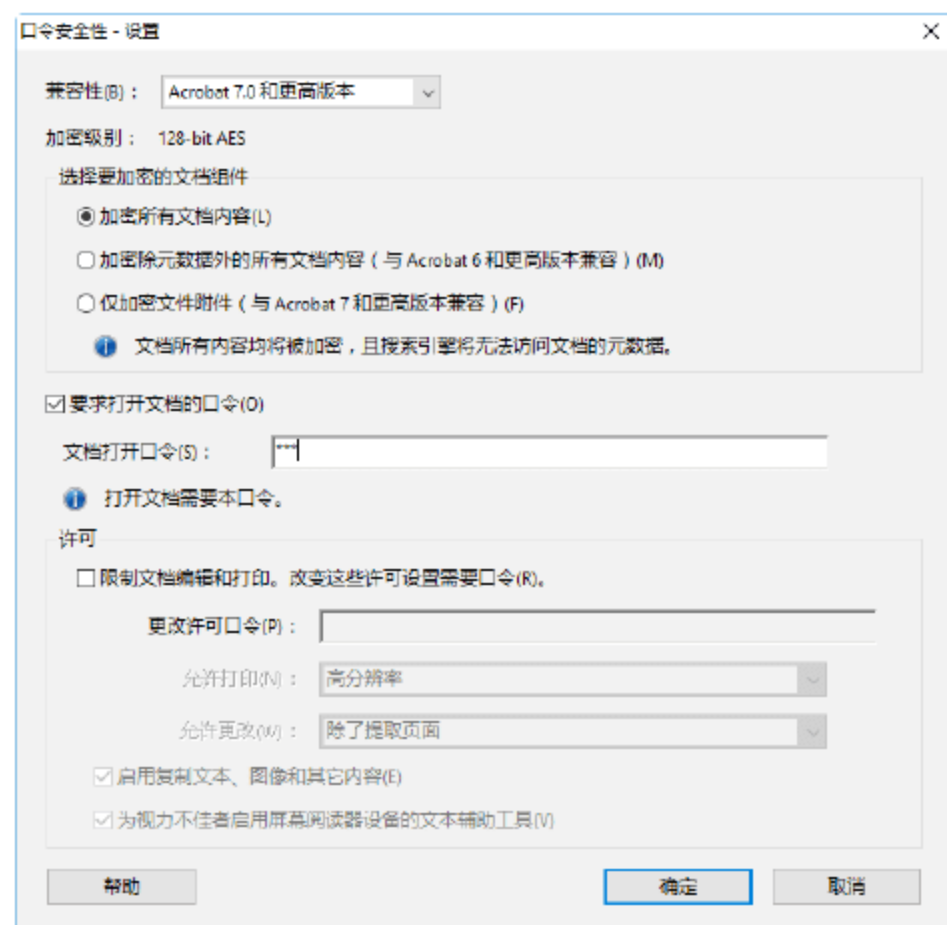 口令安全性 - 设置
兼容性(B)： Acrobat 7.0 和更高版本
加密级别： 128-bit AES
选择要加密的文档组件
加密所有文档内容(L)
加密除元数据外的所有文档内容（与 Acrobat 6 和更高版本兼容）(M)
仅加密文件附件（与 Acrobat 7 和更高版本兼容）(F)
文档所有内容均将被加密，且搜索引擎将无法访问文档的元数据。
要求打开文档的口令(O)
文档打开口令(S)： ***
打开文档需要本口令。
许可
限制文档编辑和打印。改变这些许可设置需要口令(R)。
更改许可口令(P)：
允许打印(N)： 高分辨率
允许更改(W)： 除了提取页面
启用复制文本、图像和其它内容(E)
为视力不佳者启用屏幕阅读器设备的文本辅助工具(V)
帮助 确定 取消